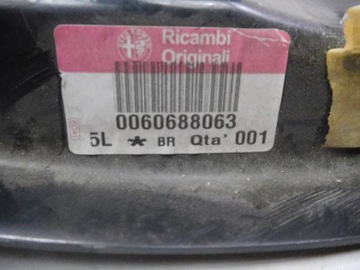 Ricambi
Originali
0060688063
5L * BR Qta' 001